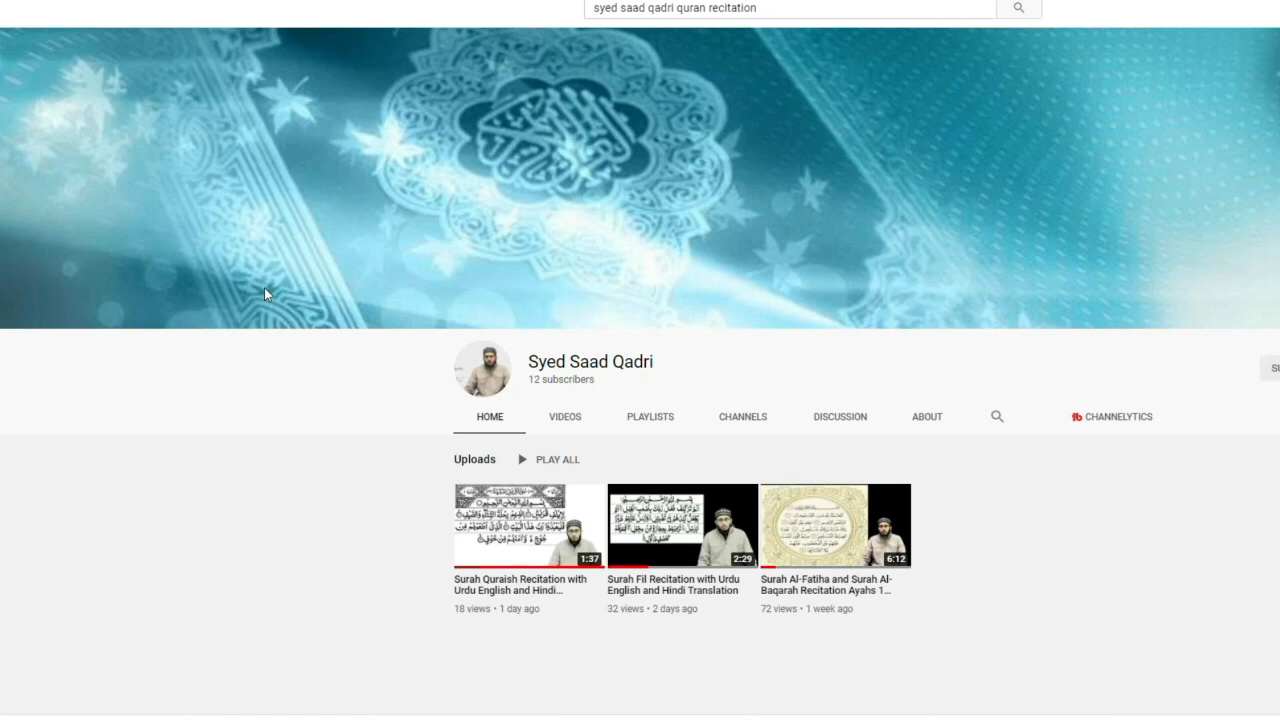 syed saad qadri quran recitation
Syed Saad Qadri
12 subscribers
HOME VIDEOS PLAYLISTS CHANNELS DISCUSSION ABOUT CHANNELYTICS
Uploads PLAY ALL
1:37 2:29 6:12
Surah Quraish Recitation with
Urdu English and Hindi...
18 views • 1 day ago
Surah Fil Recitation with Urdu
English and Hindi Translation
32 views • 2 days ago
Surah Al-Fatiha and Surah Al-
Baqarah Recitation Ayahs 1...
72 views • 1 week ago